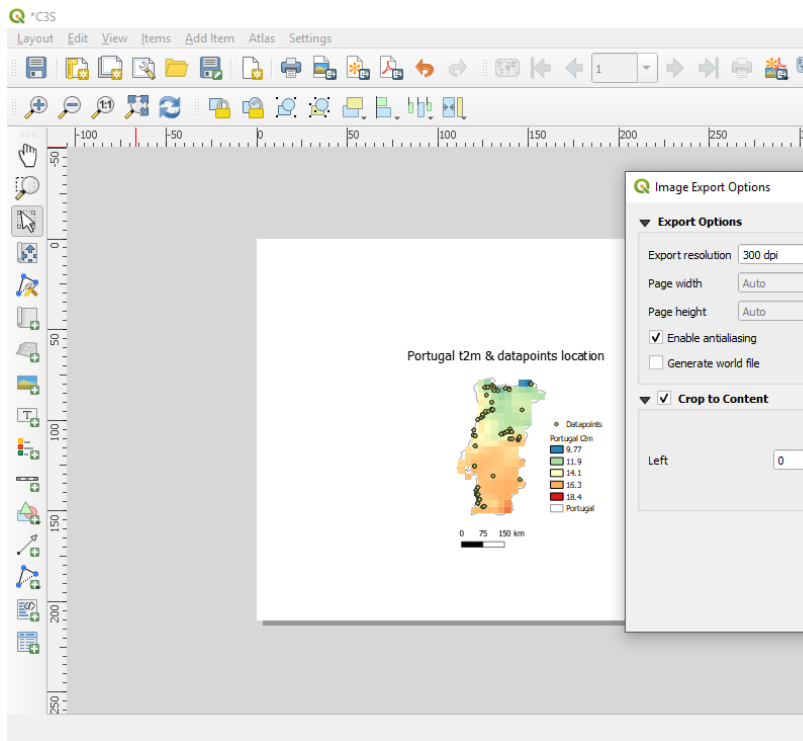 *C3S
Layout Edit View Items Add Item Atlas Settings
1
1:1
-100 -50 0 50 100 150 200 250
-50
0
50
100
150
200
250
Image Export Options
Export Options
Export resolution 300 dpi
Page width Auto
Page height Auto
Enable antialiasing
Generate world file
Crop to Content
Left 0
Portugal t2m & datapoints location
Datapoints
Portugal t2m
9.77
11.9
14.1
16.3
18.4
Portugal
0 75 150 km